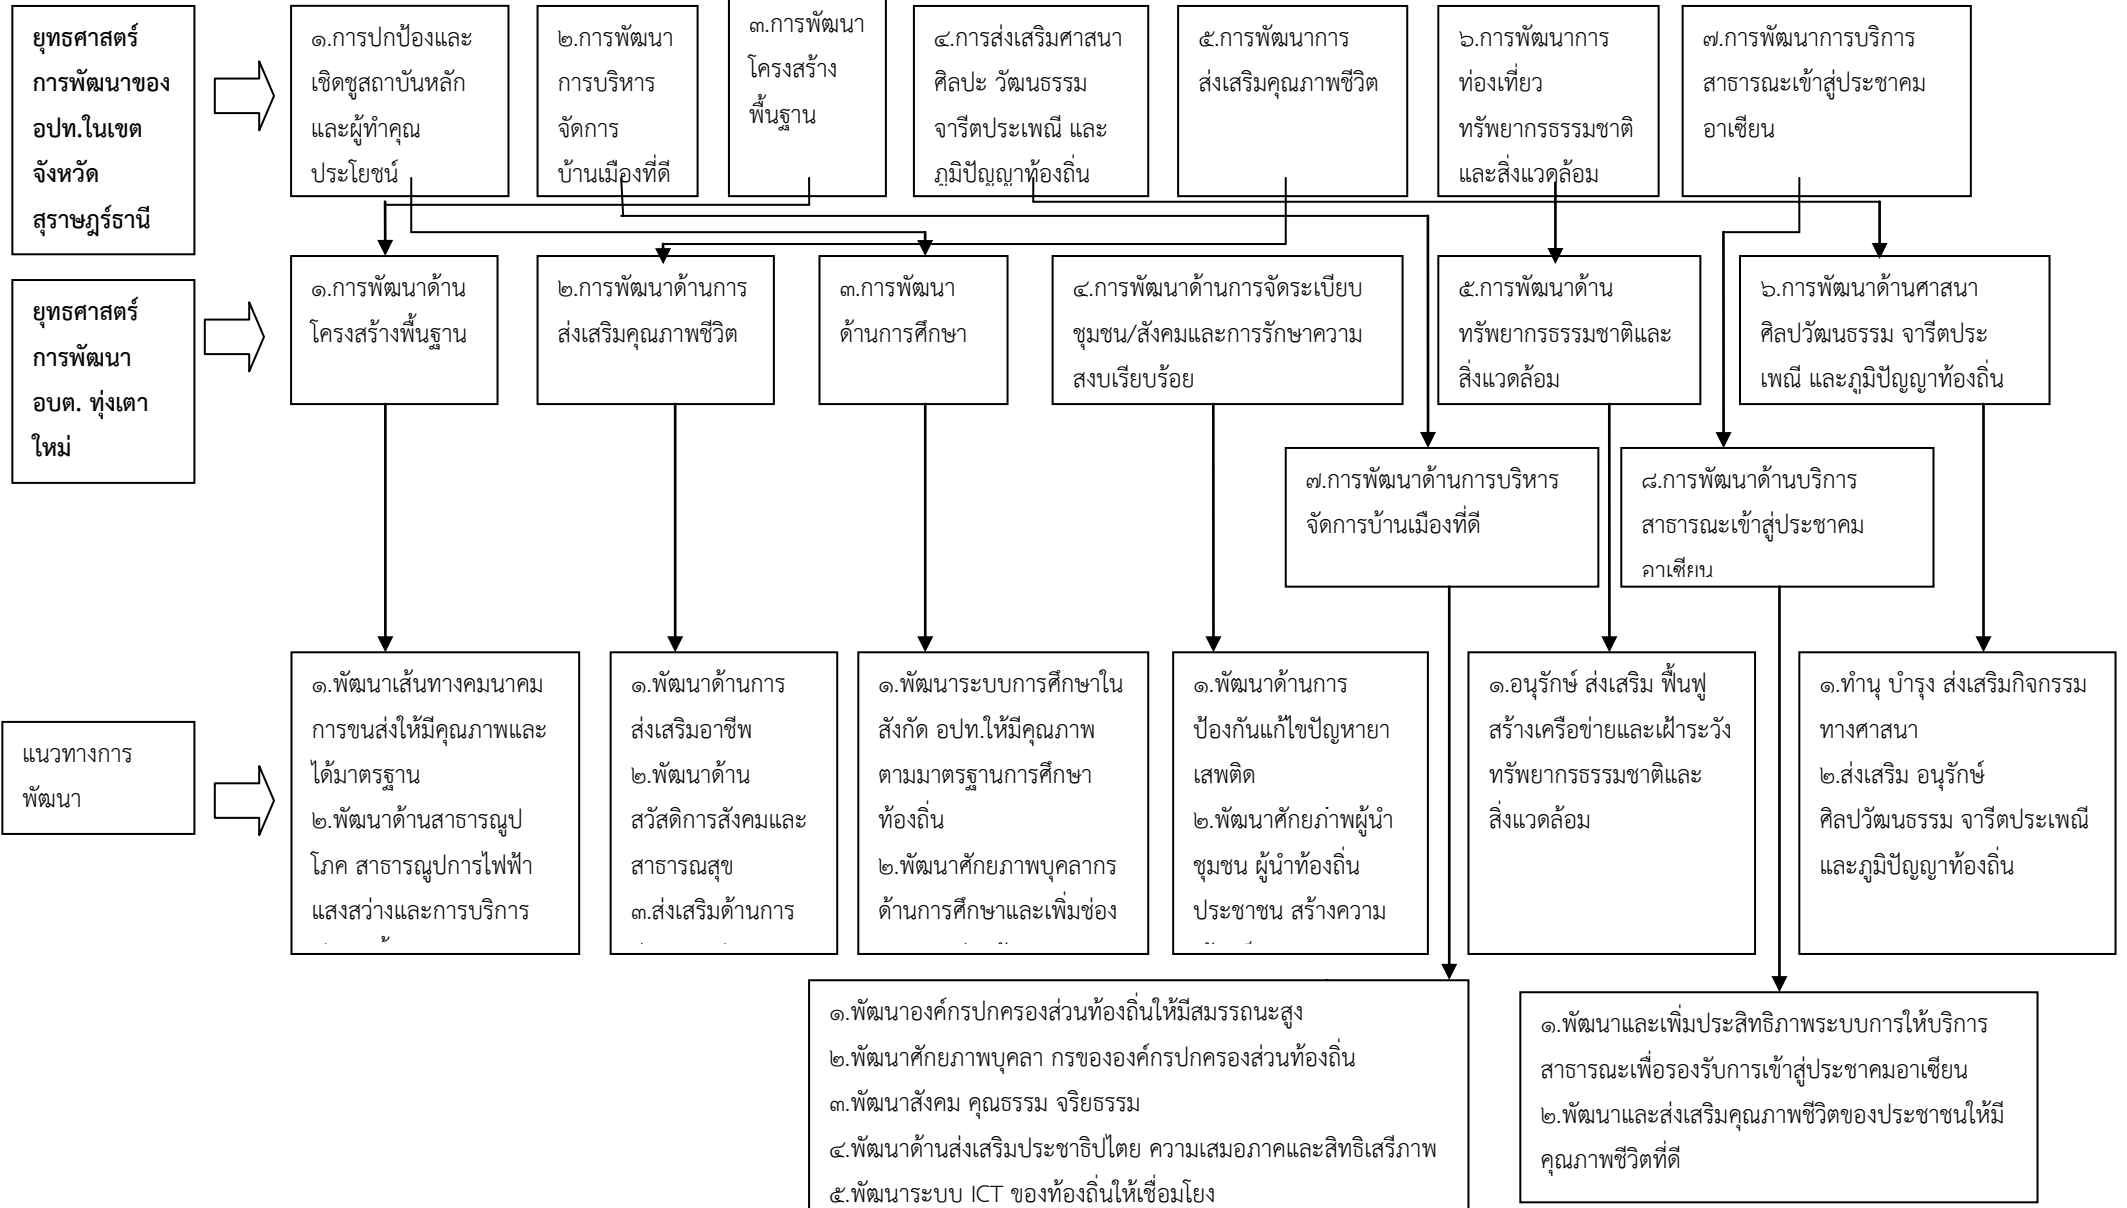 ยุทธศาสตร์
การพัฒนาของ
อปท.ในเขต
จังหวัด
สุราษฎร์ธานี
๑.การปกป้องและ
เชิดชูสถาบันหลัก
และผู้ทำคุณ
ประโยชน์
๒.การพัฒนา
การบริหาร
จัดการ
บ้านเมืองที่ดี
๓.การพัฒนา
โครงสร้าง
พื้นฐาน
๔.การส่งเสริมศาสนา
ศิลปะ วัฒนธรรม
จารีตประเพณี และ
ภูมิปัญญาท้องถิ่น
๕.การพัฒนาการ
ส่งเสริมคุณภาพชีวิต
๖.การพัฒนาการ
ท่องเที่ยว
ทรัพยากรธรรมชาติ
และสิ่งแวดล้อม
๗.การพัฒนาการบริการ
สาธารณะเข้าสู่ประชาคม
อาเซียน
ยุทธศาสตร์
การพัฒนา
อบต. ทุ่งเตา
ใหม่
๑.การพัฒนาด้าน
โครงสร้างพื้นฐาน
๒.การพัฒนาด้านการ
ส่งเสริมคุณภาพชีวิต
๓.การพัฒนา
ด้านการศึกษา
๔.การพัฒนาด้านการจัดระเบียบ
ชุมชน/สังคมและการรักษาความ
สงบเรียบร้อย
๕.การพัฒนาด้าน
ทรัพยากรธรรมชาติและ
สิ่งแวดล้อม
๖.การพัฒนาด้านศาสนา
ศิลปวัฒนธรรม จารีตประ
เพณี และภูมิปัญญาท้องถิ่น
๗.การพัฒนาด้านการบริหาร
จัดการบ้านเมืองที่ดี
๘.การพัฒนาด้านบริการ
สาธารณะเข้าสู่ประชาคม
อาเซียน
แนวทางการ
พัฒนา
๑.พัฒนาเส้นทางคมนาคม
การขนส่งให้มีคุณภาพและ
ได้มาตรฐาน
๒.พัฒนาด้านสาธารณูป
โภค สาธารณูปการไฟฟ้า
แสงสว่างและการบริการ
๑.พัฒนาด้านการ
ส่งเสริมอาชีพ
๒.พัฒนาด้าน
สวัสดิการสังคมและ
สาธารณสุข
๓.ส่งเสริมด้านการ
๑.พัฒนาระบบการศึกษาใน
สังกัด อปท.ให้มีคุณภาพ
ตามมาตรฐานการศึกษา
ท้องถิ่น
๒.พัฒนาศักยภาพบุคลากร
ด้านการศึกษาและเพิ่มช่อง
๑.พัฒนาด้านการ
ป้องกันแก้ไขปัญหายา
เสพติด
๒.พัฒนาศักยภ่าพผู้นำ
ชุมชน ผู้นำท้องถิ่น
ประชาชน สร้างความ
๑.อนุรักษ์ ส่งเสริม ฟื้นฟู
สร้างเครือข่ายและเฝ้าระวัง
ทรัพยากรธรรมชาติและ
สิ่งแวดล้อม
๑.ทำนุ บำรุง ส่งเสริมกิจกรรม
ทางศาสนา
๒.ส่งเสริม อนุรักษ์
ศิลปวัฒนธรรม จารีตประเพณี
และภูมิปัญญาท้องถิ่น
๑.พัฒนาองค์กรปกครองส่วนท้องถิ่นให้มีสมรรถนะสูง
๒.พัฒนาศักยภาพบุคลา กรขององค์กรปกครองส่วนท้องถิ่น
๓.พัฒนาสังคม คุณธรรม จริยธรรม
๔.พัฒนาด้านส่งเสริมประชาธิปไตย ความเสมอภาคและสิทธิเสรีภาพ
๕.พัฒนาระบบ ICT ของท้องถิ่นให้เชื่อมโยง
๑.พัฒนาและเพิ่มประสิทธิภาพระบบการให้บริการ
สาธารณะเพื่อรองรับการเข้าสู่ประชาคมอาเซียน
๒.พัฒนาและส่งเสริมคุณภาพชีวิตของประชาชนให้มี
คุณภาพชีวิตที่ดี